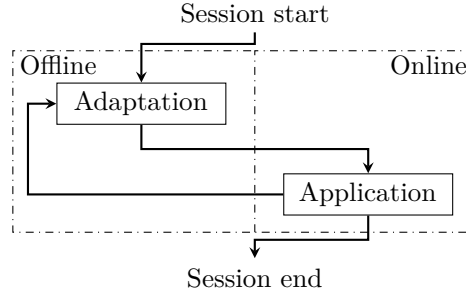 Session start
Offline
Online
Adaptation
Application
Session end